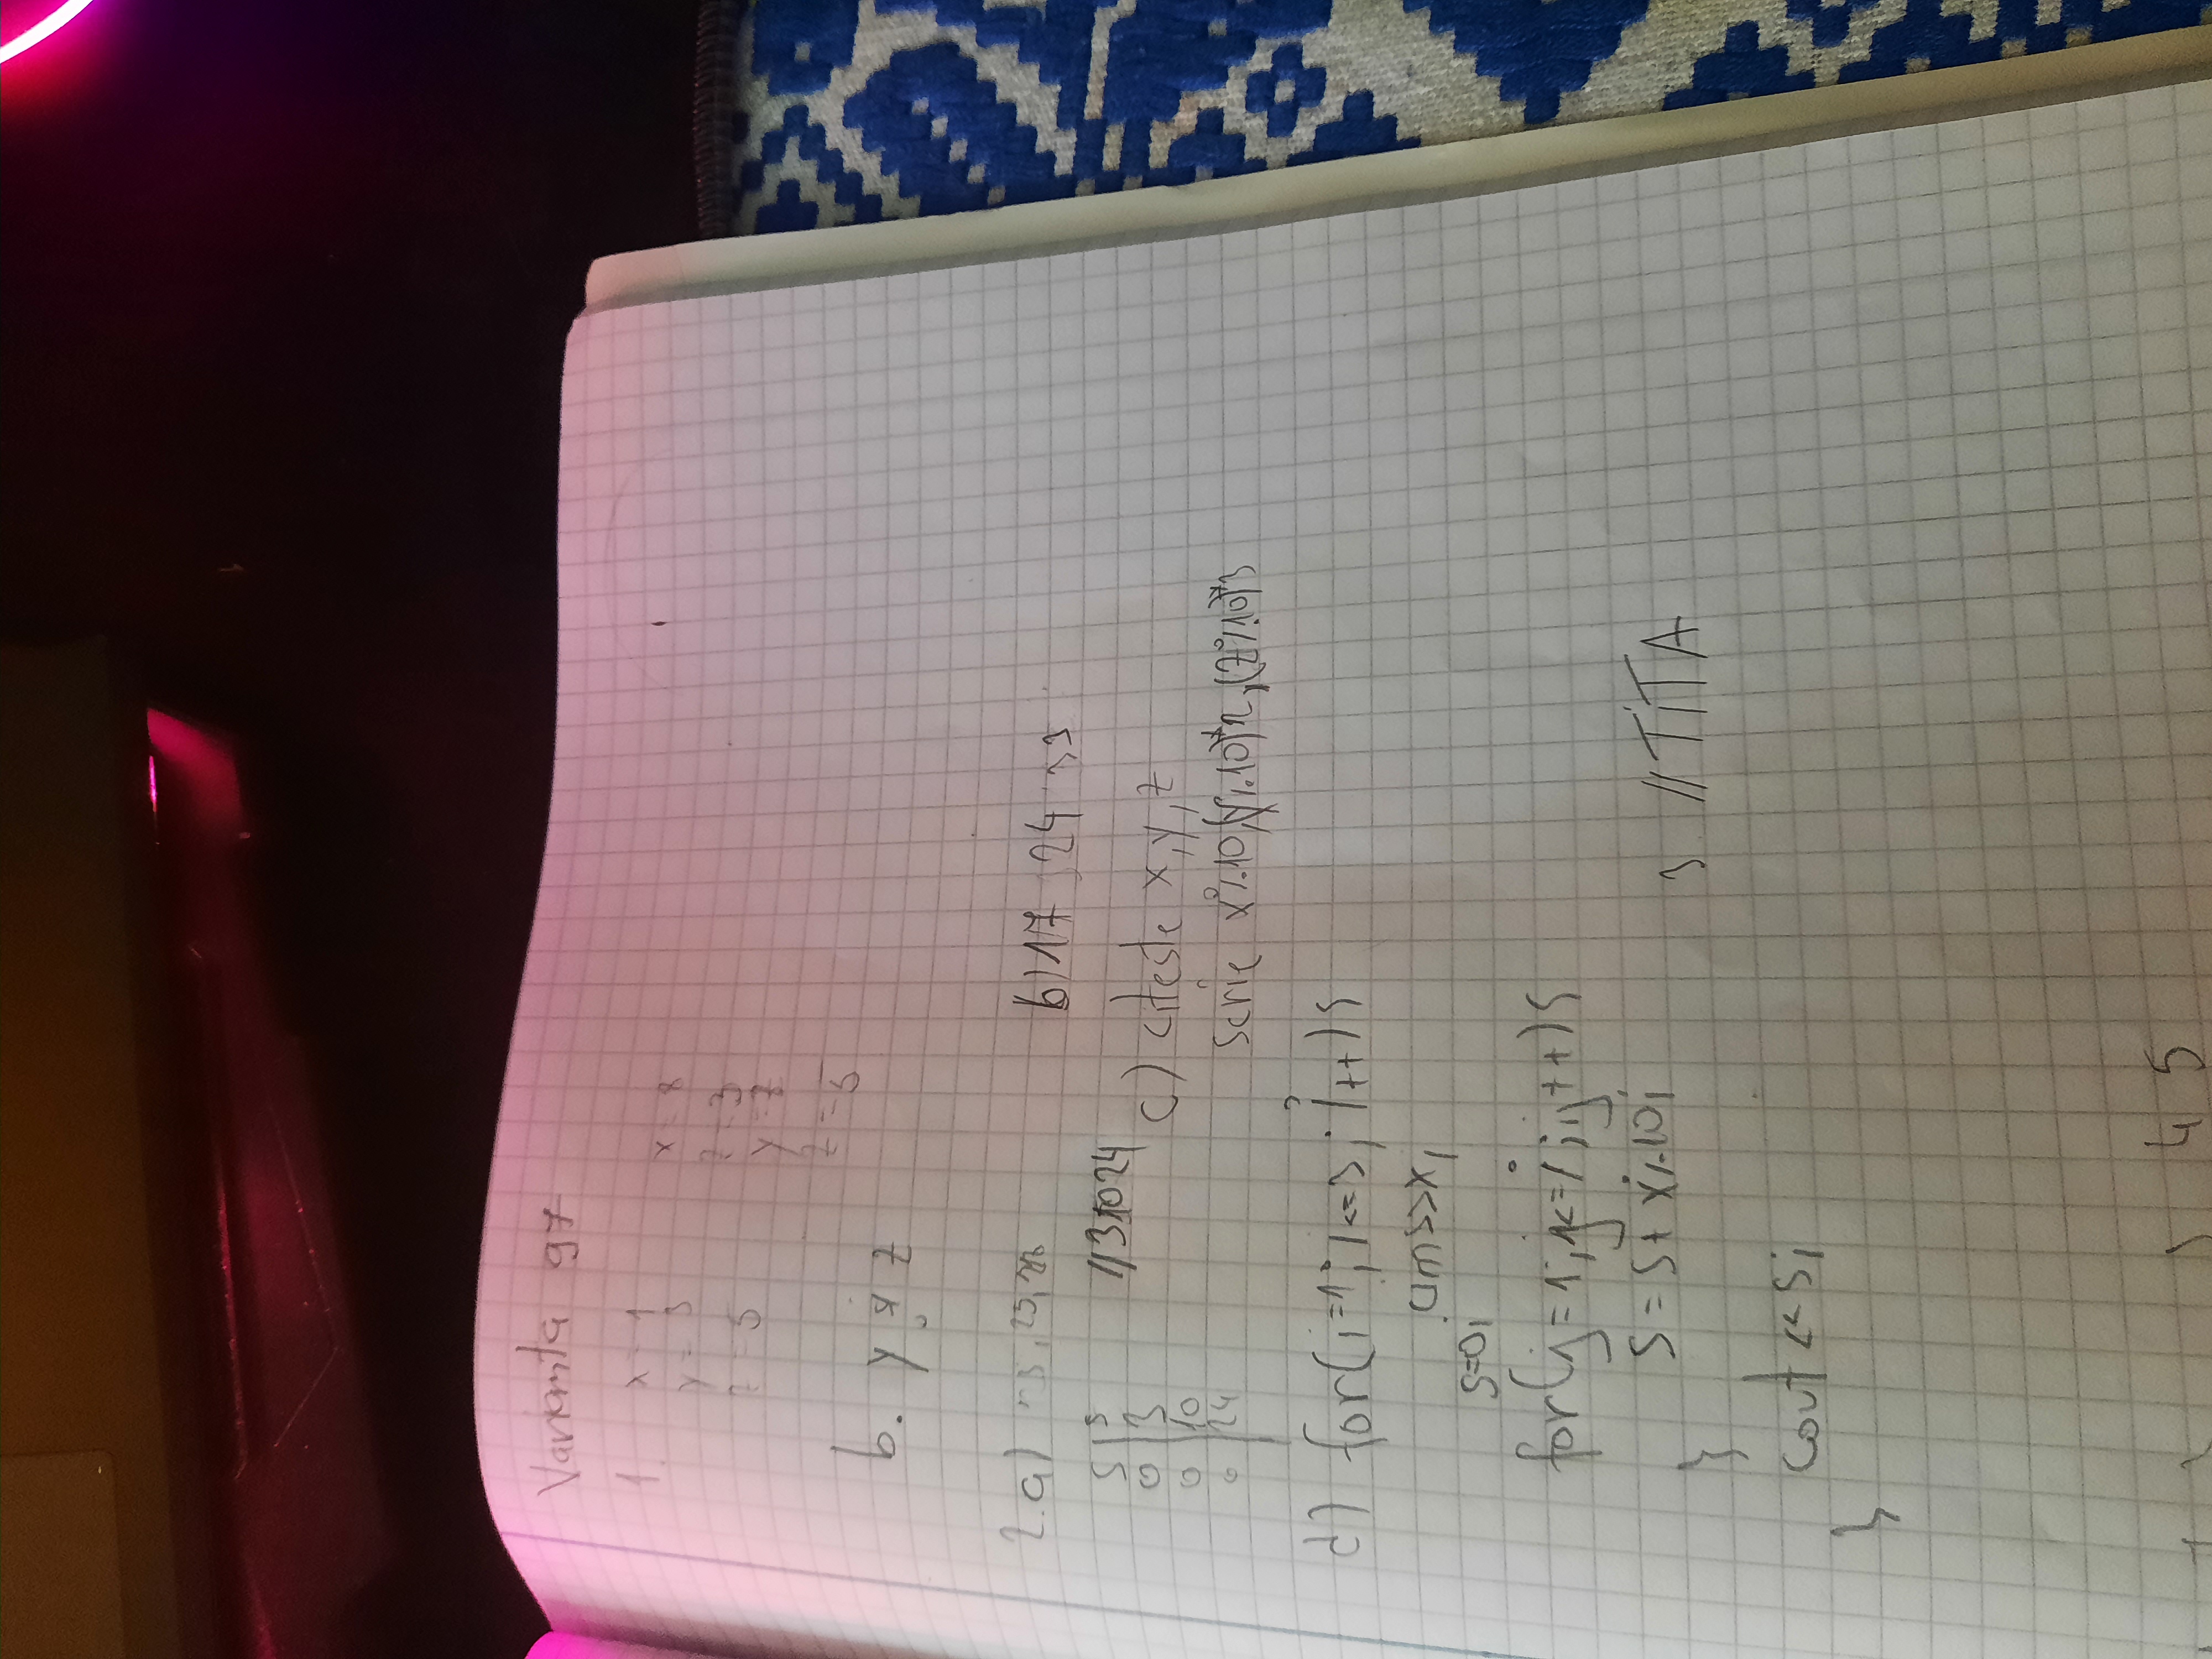 Varianta 97
1. x = 1
y = 3
z = 5
x = 8
z = 3
y = 7
z = 5
b. y și z
2.a) 25,
b) 17, 24 33
S | S
0 | 3
0 | 10
0 | 24
//31024
c) citeste x,y,z
scrie x%10,(y%.10)*2,(z%10)*3
d) for(i=1; i<=3; i++){
cin>>x;
s=0;
for(j=1;j<=i;j++){
s = s+ x%10;
}
3. //TiTA
cout<<s;
}
4 5